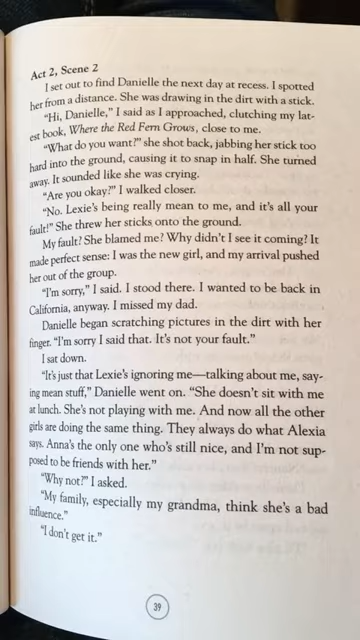 Act 2, Scene 2
I set out to find Danielle the next day at recess. I spotted
her from a distance. She was drawing in the dirt with a stick.
“Hi, Danielle,” I said as I approached, clutching my lat-
est book, Where the Red Fern Grows, close to me.
“What do you want?” she shot back, jabbing her stick too
hard into the ground, causing it to snap in half. She turned
away. It sounded like she was crying.
“Are you okay?” I walked closer.
“No. Lexie’s being really mean to me, and it’s all your
fault!” She threw her sticks onto the ground.
My fault? She blamed me? Why didn’t I see it coming? It
made perfect sense: I was the new girl, and my arrival pushed
her out of the group.
“I’m sorry,” I said. I stood there. I wanted to be back in
California, anyway. I missed my dad.
Danielle began scratching pictures in the dirt with her
finger. “I’m sorry I said that. It’s not your fault.”
I sat down.
“It’s just that Lexie’s ignoring me—talking about me, say-
ing mean stuff,” Danielle went on. “She doesn’t sit with me
at lunch. She’s not playing with me. And now all the other
girls are doing the same thing. They always do what Alexia
says. Anna’s the only one who’s still nice, and I’m not sup-
posed to be friends with her.”
“Why not?” I asked.
“My family, especially my grandma, think she’s a bad
influence.”
“I don’t get it.”
39